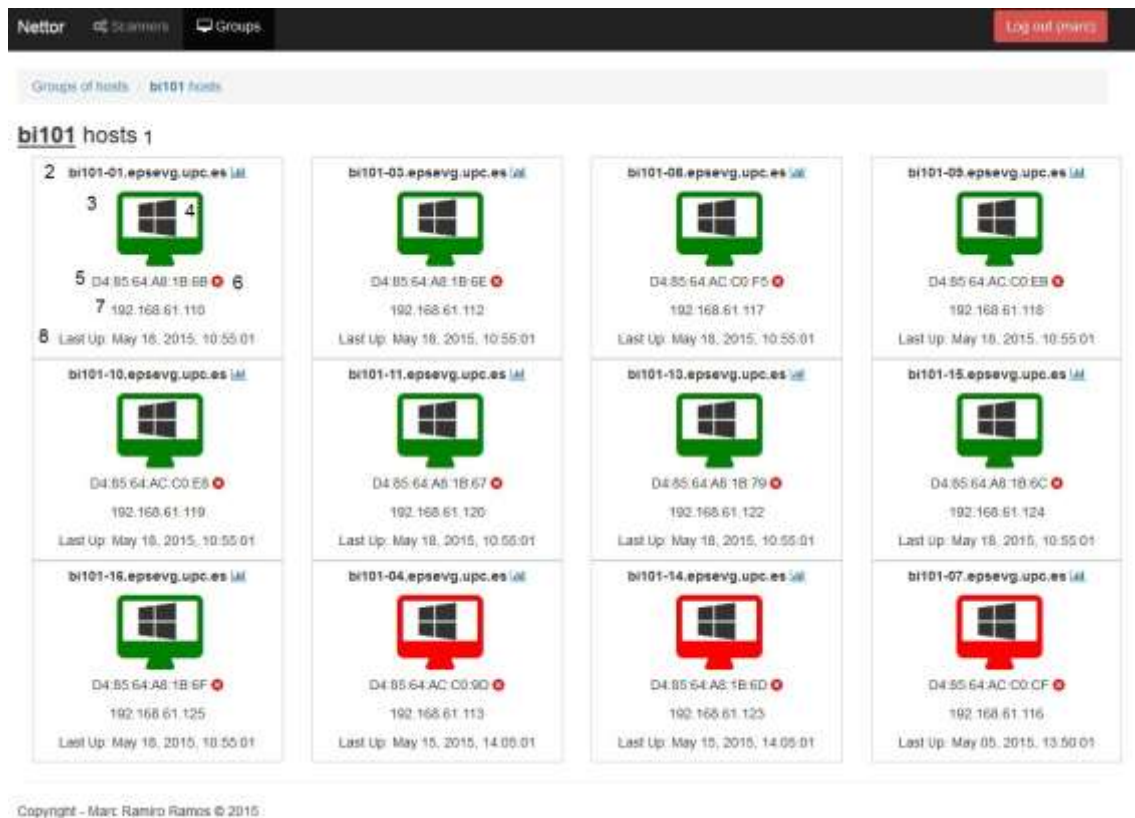 Nettor Scanners Groups Log out (marc)
Groups of hosts / bi101 hosts
bi101 hosts 1
2 bi101-01.epsevg.upc.es bi101-03.epsevg.upc.es bi101-08.epsevg.upc.es bi101-09.epsevg.upc.es
3 4
5 D4:85:64:A8:1B:6B 6 D4:85:64:A8:1B:6E D4:85:64:AC:C0:F5 D4:85:64:AC:C0:EB
7 192.168.61.110 192.168.61.112 192.168.61.117 192.168.61.118
8 Last Up: May 18, 2015, 10:55:01 Last Up: May 18, 2015, 10:55:01 Last Up: May 18, 2015, 10:55:01 Last Up: May 18, 2015, 10:55:01
bi101-10.epsevg.upc.es bi101-11.epsevg.upc.es bi101-13.epsevg.upc.es bi101-15.epsevg.upc.es
D4:85:64:AC:C0:E8 D4:85:64:A8:1B:67 D4:85:64:A8:1B:79 D4:85:64:A8:1B:6C
192.168.61.119 192.168.61.120 192.168.61.122 192.168.61.124
Last Up: May 18, 2015, 10:55:01 Last Up: May 18, 2015, 10:55:01 Last Up: May 18, 2015, 10:55:01 Last Up: May 18, 2015, 10:55:01
bi101-16.epsevg.upc.es bi101-04.epsevg.upc.es bi101-14.epsevg.upc.es bi101-07.epsevg.upc.es
D4:85:64:A8:1B:6F D4:85:64:AC:C0:9D D4:85:64:A8:1B:6D D4:85:64:AC:C0:CF
192.168.61.125 192.168.61.113 192.168.61.123 192.168.61.116
Last Up: May 18, 2015, 10:55:01 Last Up: May 15, 2015, 14:05:01 Last Up: May 15, 2015, 14:05:01 Last Up: May 05, 2015, 13:50:01
Copyright - Marc Ramiro Ramos © 2015